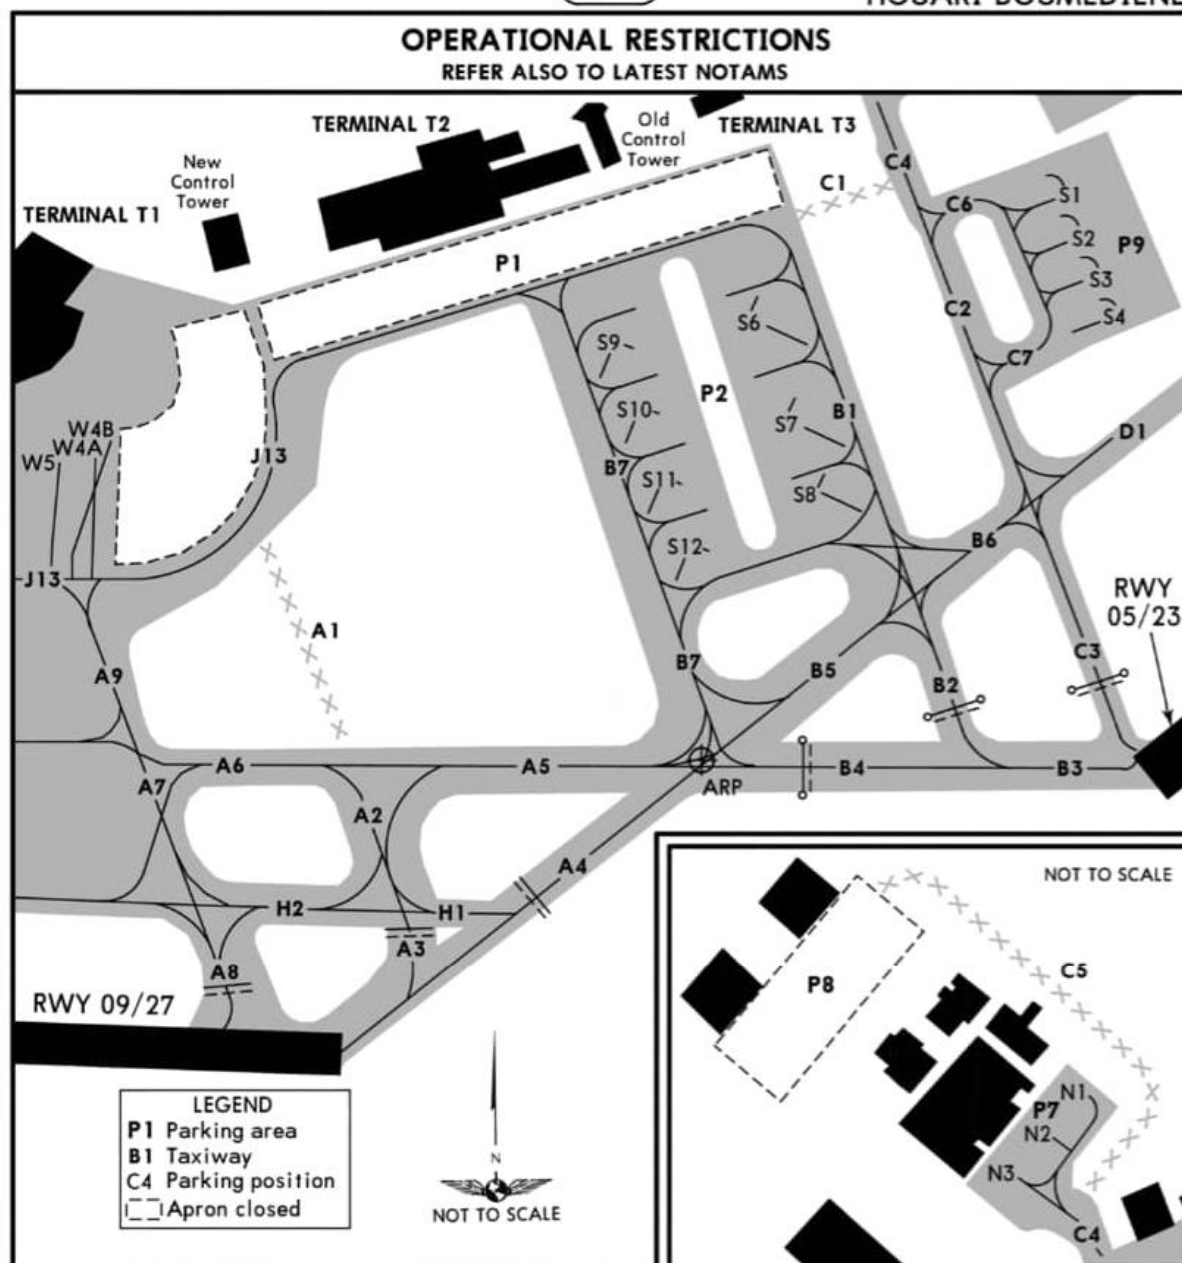 HOUARI BOUMEDIENE
OPERATIONAL RESTRICTIONS
REFER ALSO TO LATEST NOTAMS
TERMINAL T2
Old
Control
Tower
TERMINAL T3
New
Control
Tower
TERMINAL T1
C1
C4
C6
S1
S2
P9
S3
S4
P1
C2
C7
S6
S9
P2
S10
S7
B1
D1
W4B
W4A
W5
J13
B7
S11
S8
S12
B6
J13
RWY
05/23
A1
A9
B7
B5
C3
B2
A6
A5
B4
B3
A7
ARP
A2
A4
H2
H1
A3
A8
RWY 09/27
LEGEND
P1 Parking area
B1 Taxiway
C4 Parking position
Apron closed
N
NOT TO SCALE
NOT TO SCALE
C5
P8
N1
P7
N2
N3
C4